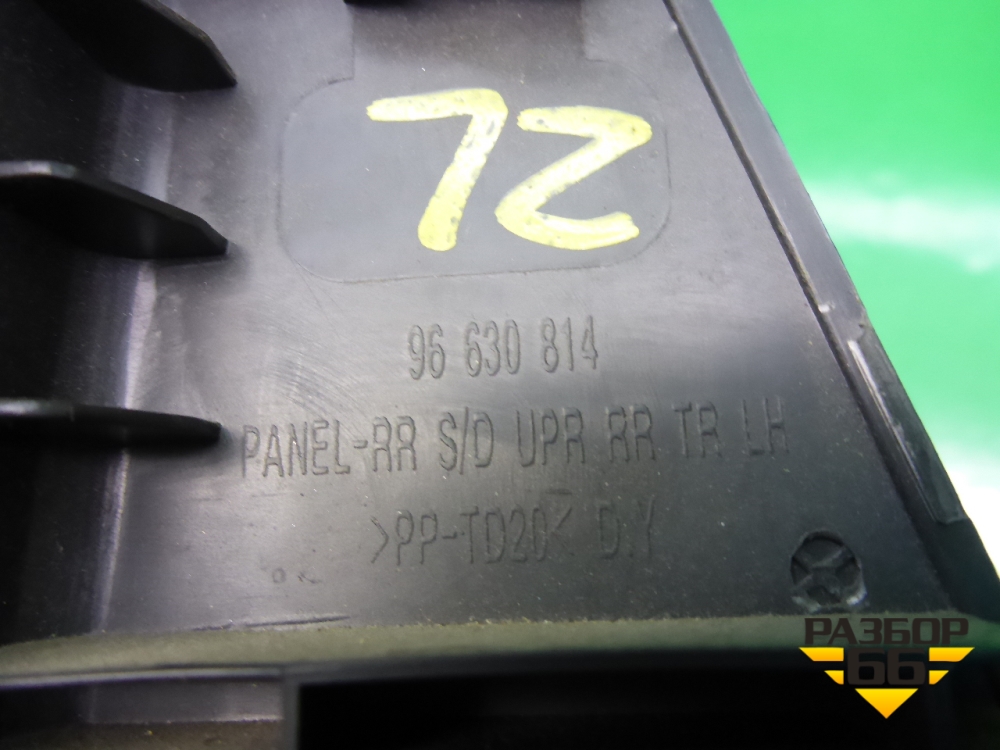 72
96 630 814
PANEL-RR S/D UPR RR TR LH
>PP-TD20< D.Y
РАЗБОР
66